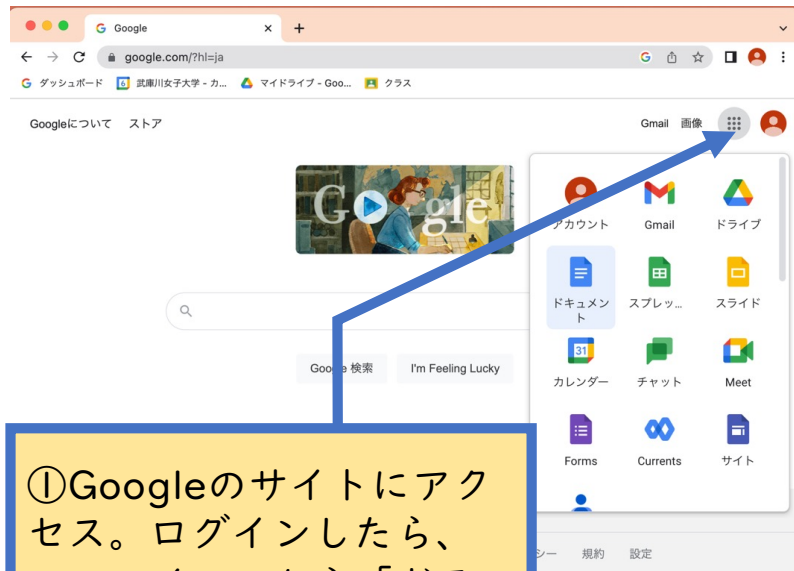 Google
google.com/?hl=ja
ダッシュボード
武庫川女子大学 - カ...
マイドライブ - Goo...
クラス
Googleについて ストア
Gmail 画像
Google
アカウント Gmail ドライブ
ドキュメン
ト
スプレッ... スライド
31
カレンダー チャット Meet
Forms Currents サイト
Google 検索 I'm Feeling Lucky
①Googleのサイトにアク
セス。ログインしたら、
規約 設定